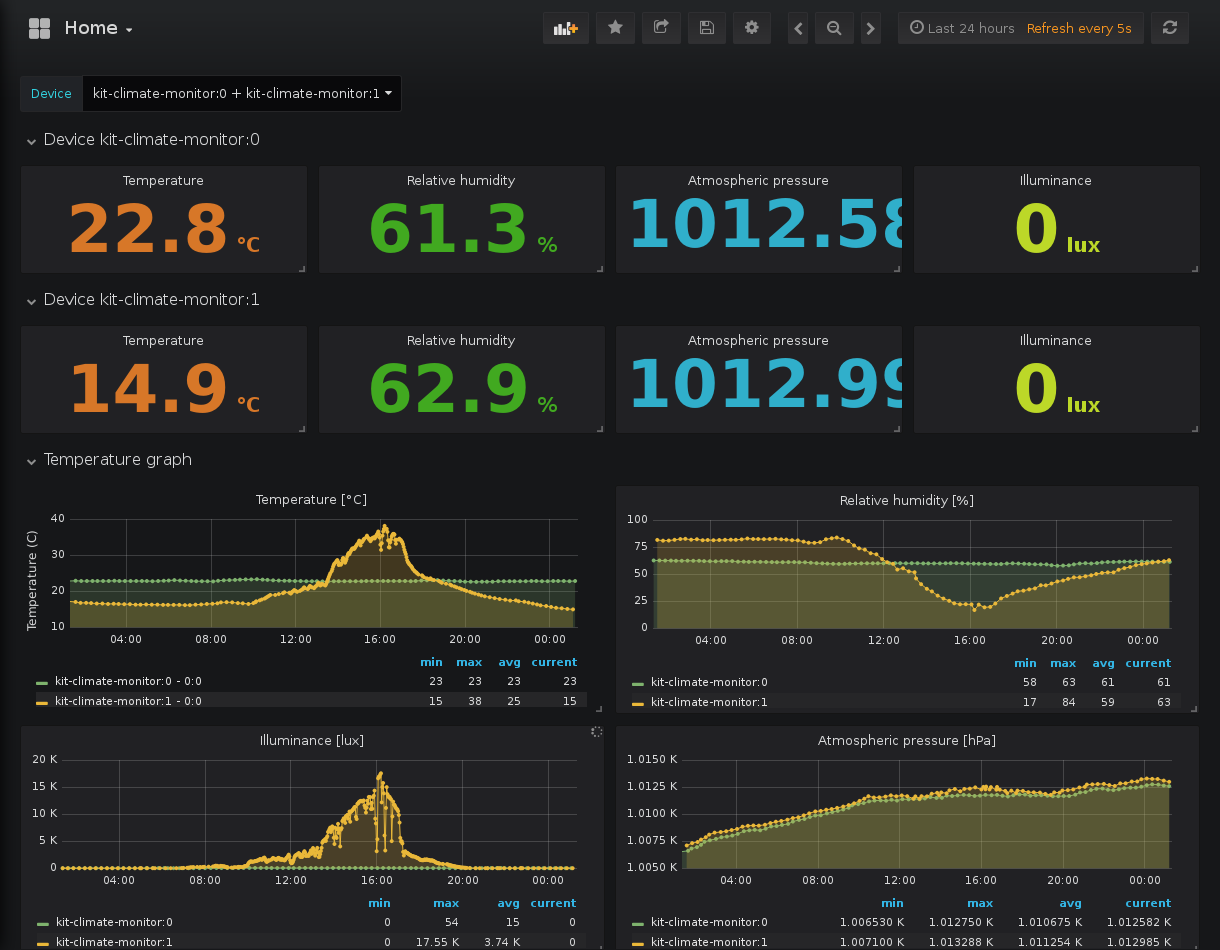 Home
Last 24 hours Refresh every 5s
Device kit-climate-monitor:0 + kit-climate-monitor:1
Device kit-climate-monitor:0
Temperature Relative humidity Atmospheric pressure Illuminance
22.8 °C 61.3 % 1012.58 0 lux
Device kit-climate-monitor:1
Temperature Relative humidity Atmospheric pressure Illuminance
14.9 °C 62.9 % 1012.99 0 lux
Temperature graph
Temperature [°C]
Temperature (C)
40
30
20
10
04:00 08:00 12:00 16:00 20:00 00:00
min max avg current
kit-climate-monitor:0 - 0:0 23 23 23 23
kit-climate-monitor:1 - 0:0 15 38 25 15
Relative humidity [%]
100
75
50
25
0
04:00 08:00 12:00 16:00 20:00 00:00
min max avg current
kit-climate-monitor:0 58 63 61 61
kit-climate-monitor:1 17 84 59 63
Illuminance [lux]
20 K
15 K
10 K
5 K
0
04:00 08:00 12:00 16:00 20:00 00:00
min max avg current
kit-climate-monitor:0 0 54 15 0
kit-climate-monitor:1 0 17.55 K 3.74 K 0
Atmospheric pressure [hPa]
1.0150 K
1.0125 K
1.0100 K
1.0075 K
1.0050 K
04:00 08:00 12:00 16:00 20:00 00:00
min max avg current
kit-climate-monitor:0 1.006530 K 1.012750 K 1.010675 K 1.012582 K
kit-climate-monitor:1 1.007100 K 1.013288 K 1.011254 K 1.012985 K